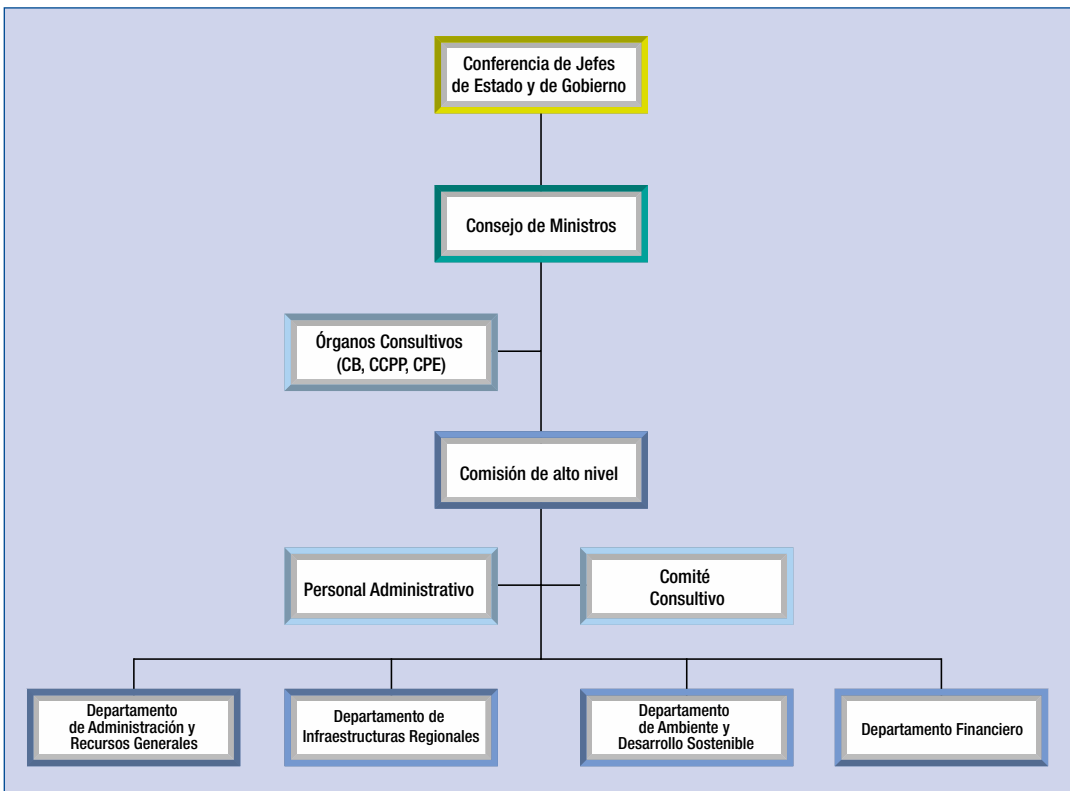 Conferencia de Jefes
de Estado y de Gobierno
Consejo de Ministros
Órganos Consultivos
(CB, CCPP, CPE)
Comisión de alto nivel
Personal Administrativo
Comité
Consultivo
Departamento
de Administración y
Recursos Generales
Departamento de
Infraestructuras Regionales
Departamento
de Ambiente y
Desarrollo Sostenible
Departamento Financiero